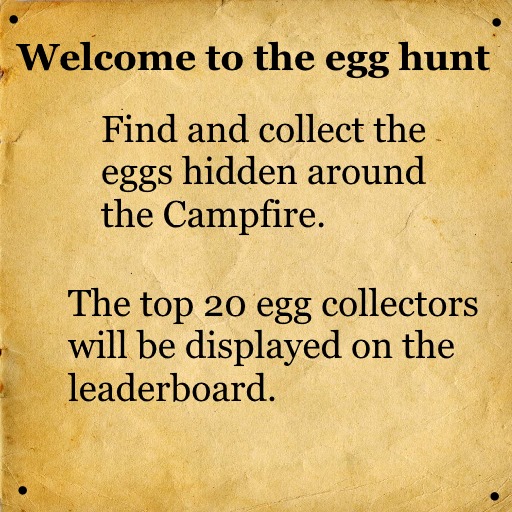 Welcome to the egg hunt
Find and collect the
eggs hidden around
the Campfire.
The top 20 egg collectors
will be displayed on the
leaderboard.